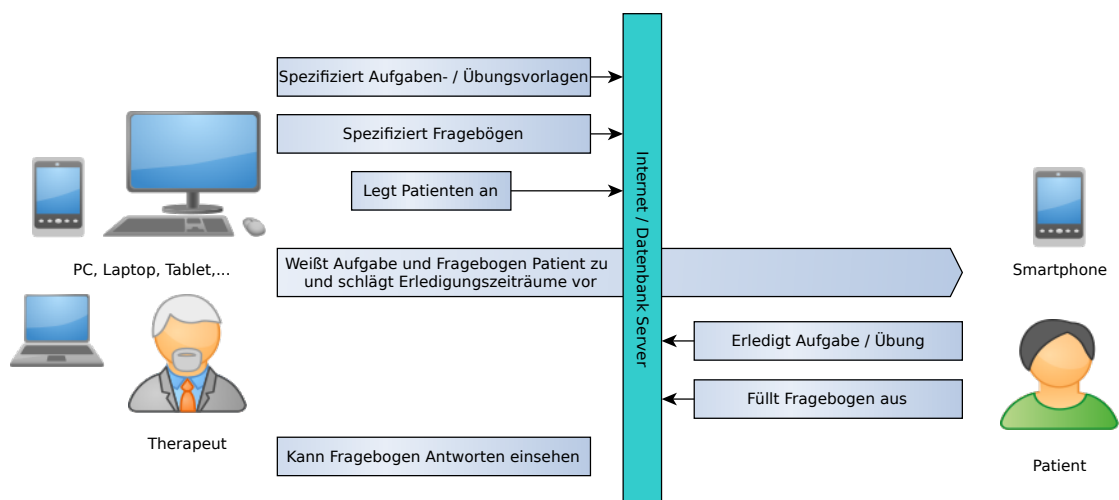 Spezifiziert Aufgaben- / Übungsvorlagen
Spezifiziert Fragebögen
Legt Patienten an
PC, Laptop, Tablet,...
Weißt Aufgabe und Fragebogen Patient zu
und schlägt Erledigungszeiträume vor
Internet / Datenbank Server
Smartphone
Erledigt Aufgabe / Übung
Füllt Fragebogen aus
Therapeut
Kann Fragebogen Antworten einsehen
Patient